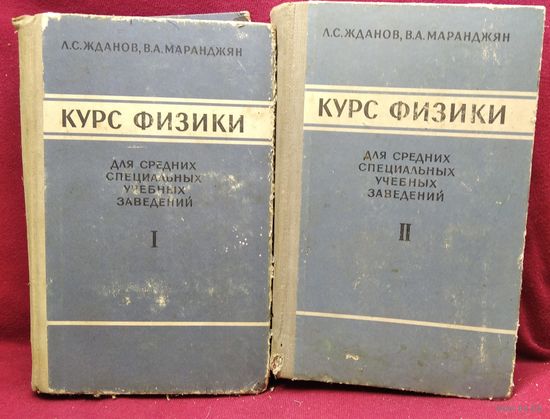 Л.С.ЖДАНОВ, В.А.МАРАНДЖЯН
КУРС ФИЗИКИ
ДЛЯ СРЕДНИХ
СПЕЦИАЛЬНЫХ
УЧЕБНЫХ
ЗАВЕДЕНИЙ
I
Л.С.ЖДАНОВ, В.А.МАРАНДЖЯН
КУРС ФИЗИКИ
ДЛЯ СРЕДНИХ
СПЕЦИАЛЬНЫХ
УЧЕБНЫХ
ЗАВЕДЕНИЙ
II